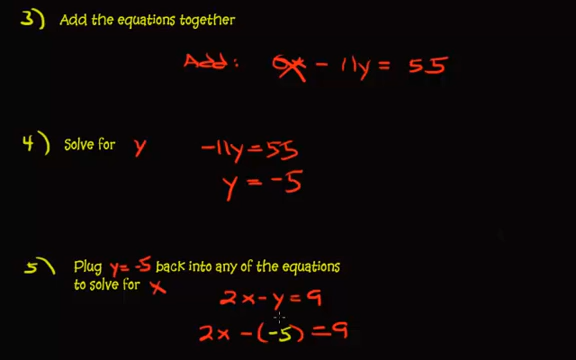 3) Add the equations together
Add: 0x - 11y = 55
4) Solve for y
-11y = 55
y = -5
5) Plug y = -5 back into any of the equations
to solve for x
2x - y = 9
2x - (-5) = 9